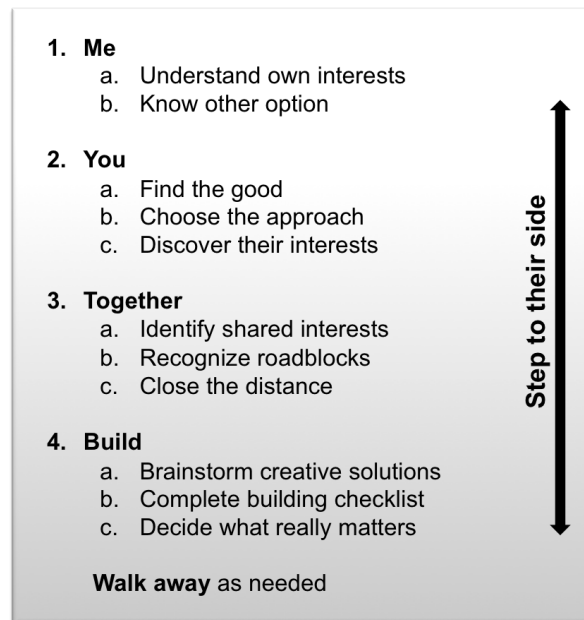 1. Me
a. Understand own interests
b. Know other option
2. You
a. Find the good
b. Choose the approach
c. Discover their interests
3. Together
a. Identify shared interests
b. Recognize roadblocks
c. Close the distance
4. Build
a. Brainstorm creative solutions
b. Complete building checklist
c. Decide what really matters
Walk away as needed
Step to their side